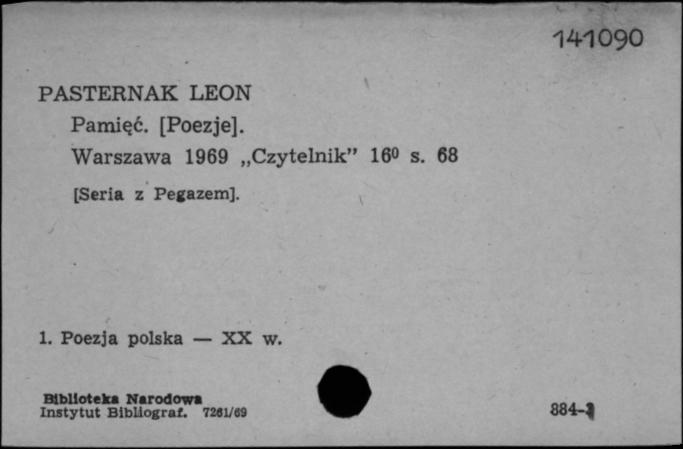 141090
PASTERNAK LEON
Pamięć. [Poezje].
Warszawa 1969 „Czytelnik” 16⁰ s. 68
[Seria z Pegazem].
1. Poezja polska — XX w.
Biblioteka Narodowa
Instytut Bibliograf. 7261/69
884-